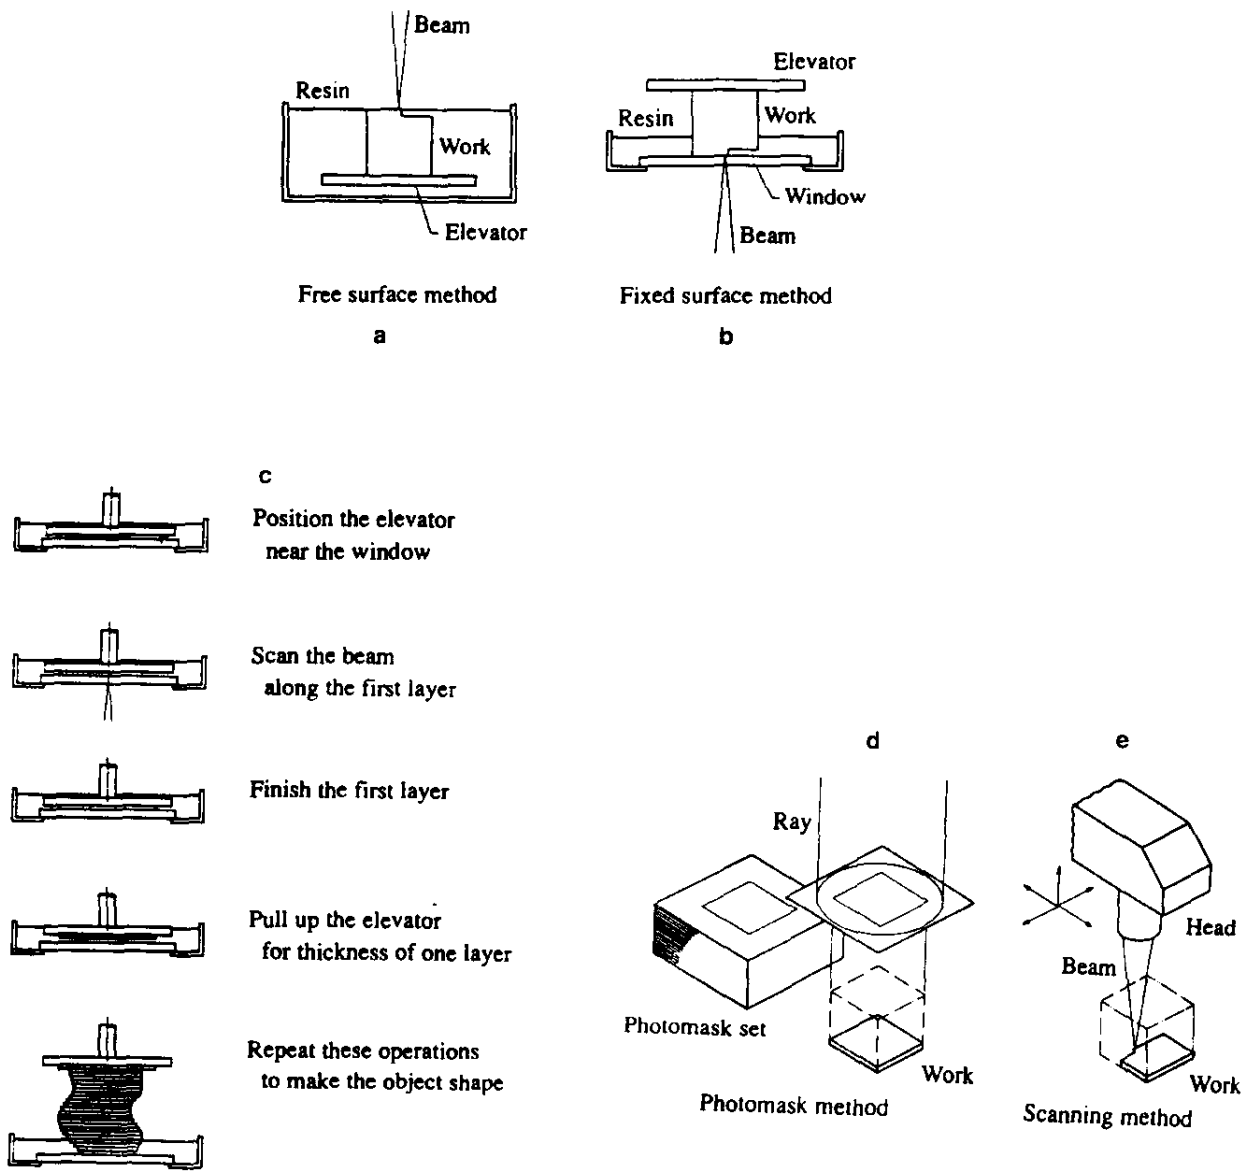 Beam
Resin
Work
Elevator
Free surface method
a
Elevator
Resin
Work
Window
Beam
Fixed surface method
b
c
Position the elevator
near the window
Scan the beam
along the first layer
Finish the first layer
Pull up the elevator
for thickness of one layer
Repeat these operations
to make the object shape
d
Ray
Photomask set
Work
Photomask method
e
Head
Beam
Work
Scanning method